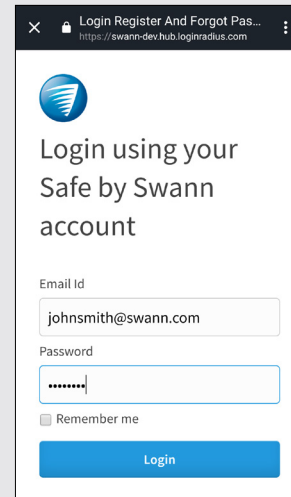 Login Register And Forgot Pas...
https://swann-dev.hub.loginradius.com
Login using your
Safe by Swann
account
Email Id
johnsmith@swann.com
Password
••••••••
Remember me
Login